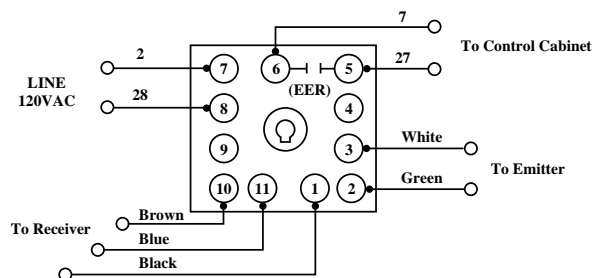 7
To Control Cabinet
2
7
6
5
27
(EER)
LINE
120VAC
28
8
4
9
3
White
To Emitter
10
11
1
2
Green
To Receiver
Brown
Blue
Black